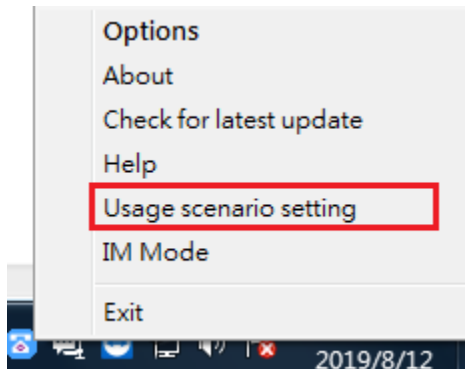 Options
About
Check for latest update
Help
Usage scenario setting
IM Mode
Exit
2019/8/12